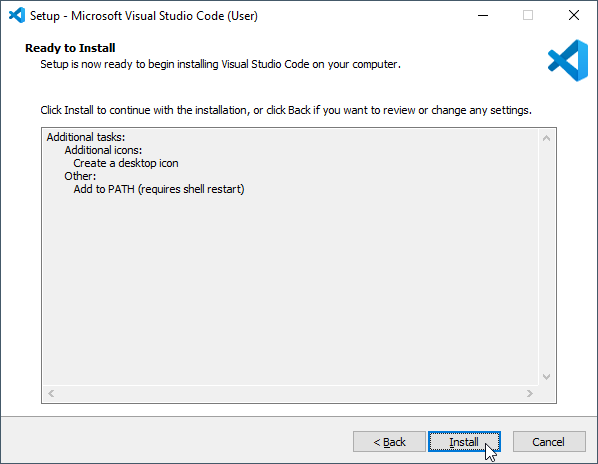 Setup - Microsoft Visual Studio Code (User)
Ready to Install
Setup is now ready to begin installing Visual Studio Code on your computer.
Click Install to continue with the installation, or click Back if you want to review or change any settings.
Additional tasks:
Additional icons:
Create a desktop icon
Other:
Add to PATH (requires shell restart)
< Back
Install
Cancel